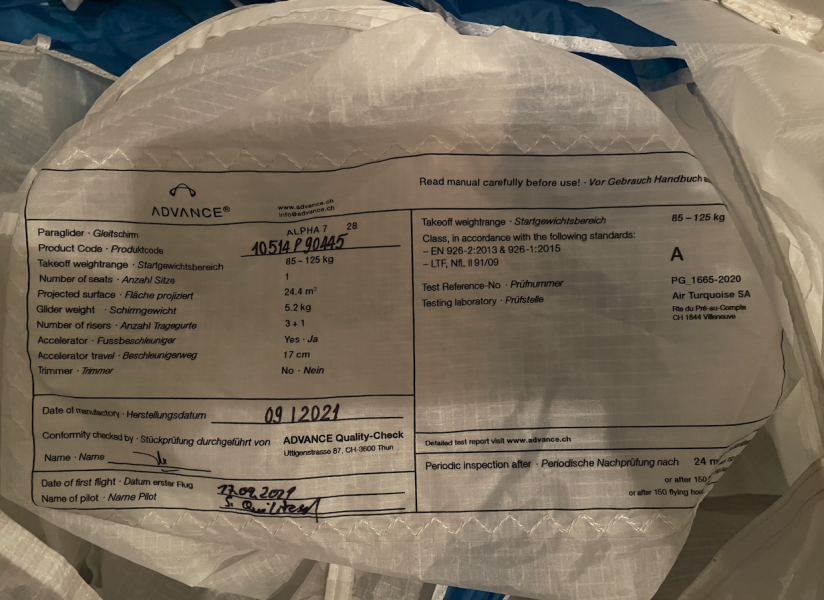 ADVANCE®
www.advance.ch
info@advance.ch
Paraglider · Gleitschirm ALPHA 7 28
Product Code · Produktcode 10514P90445
Takeoff weightrange · Startgewichtsbereich 85 – 125 kg
Number of seats · Anzahl Sitze 1
Projected surface · Fläche projiziert 24.4 m²
Glider weight · Schirmgewicht 5.2 kg
Number of risers · Anzahl Tragegurte 3 + 1
Accelerator · Fussbeschleuniger Yes · Ja
Accelerator travel · Beschleunigerweg 17 cm
Trimmer · Trimmer No · Nein
Date of manufactory · Herstellungsdatum 09 | 2021
Conformity checked by · Stückprüfung durchgeführt von ADVANCE Quality-Check
Uttigenstrasse 87, CH-3600 Thun
Name · Name
Date of first flight · Datum erster Flug 17.09.2021
Name of pilot · Name Pilot S.
Read manual carefully before use! · Vor Gebrauch Handbuch
Takeoff weightrange · Startgewichtsbereich 85 – 125 kg
Class, in accordance with the following standards:
– EN 926-2:2013 & 926-1:2015 A
– LTF, NfL II 91/09
Test Reference-No · Prüfnummer PG_1665-2020
Testing laboratory · Prüfstelle Air Turquoise SA
Rte du Pré-au-Comte
CH 1844 Villeneuve
Detailed test report visit www.advance.ch
Periodic inspection after · Periodische Nachprüfung nach 24 m
or after 150
or after 150 flying hou